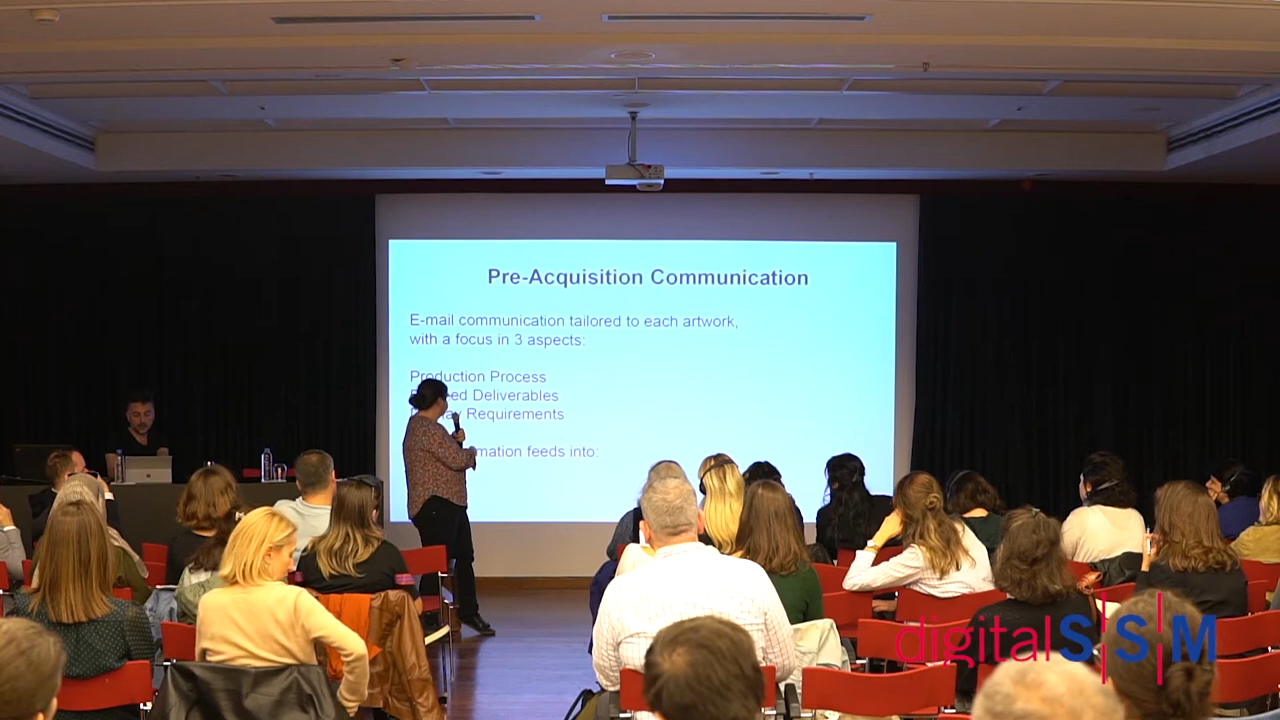 Pre-Acquisition Communication
E-mail communication tailored to each artwork,
with a focus in 3 aspects:
Production Process
Deliverables
Requirements
feeds into:
digitalSSM